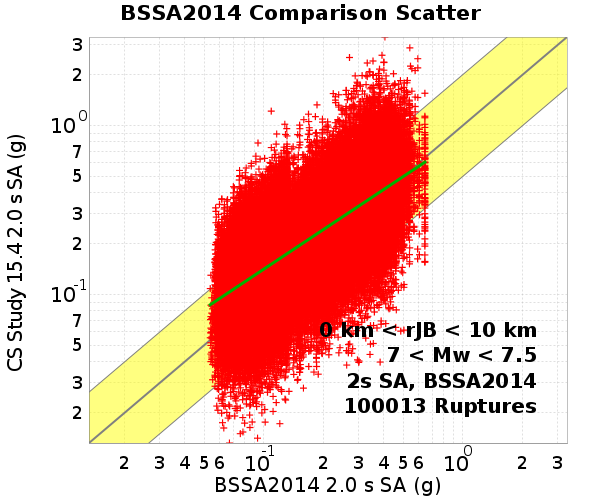 BSSA2014 Comparison Scatter
3
2
10^0
7
5
3
2
10^-1
7
5
3
2
CS Study 15.4 2.0 s SA (g)
0 km < rJB < 10 km
7 < Mw < 7.5
2s SA, BSSA2014
100013 Ruptures
2 3 4 5 6 10^-1 2 3 4 5 6 10^0 2 3
BSSA2014 2.0 s SA (g)